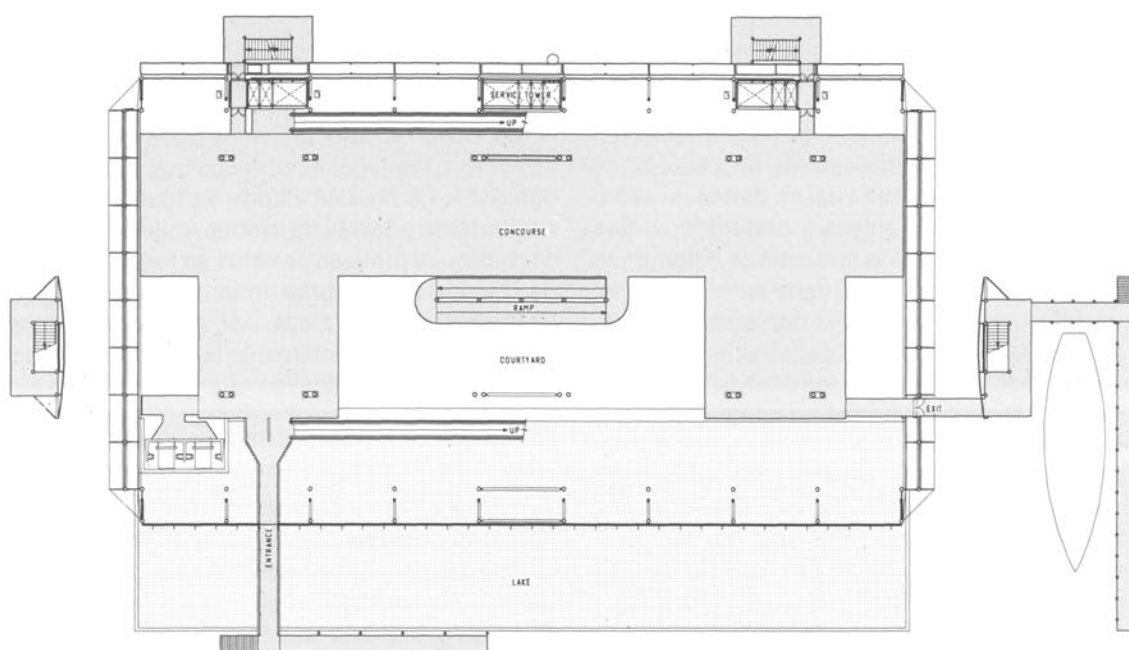 SERVICE TOWER
UP
CONCOURSE
RAMP
COURTYARD
EXIT
UP
ENTRANCE
LAKE